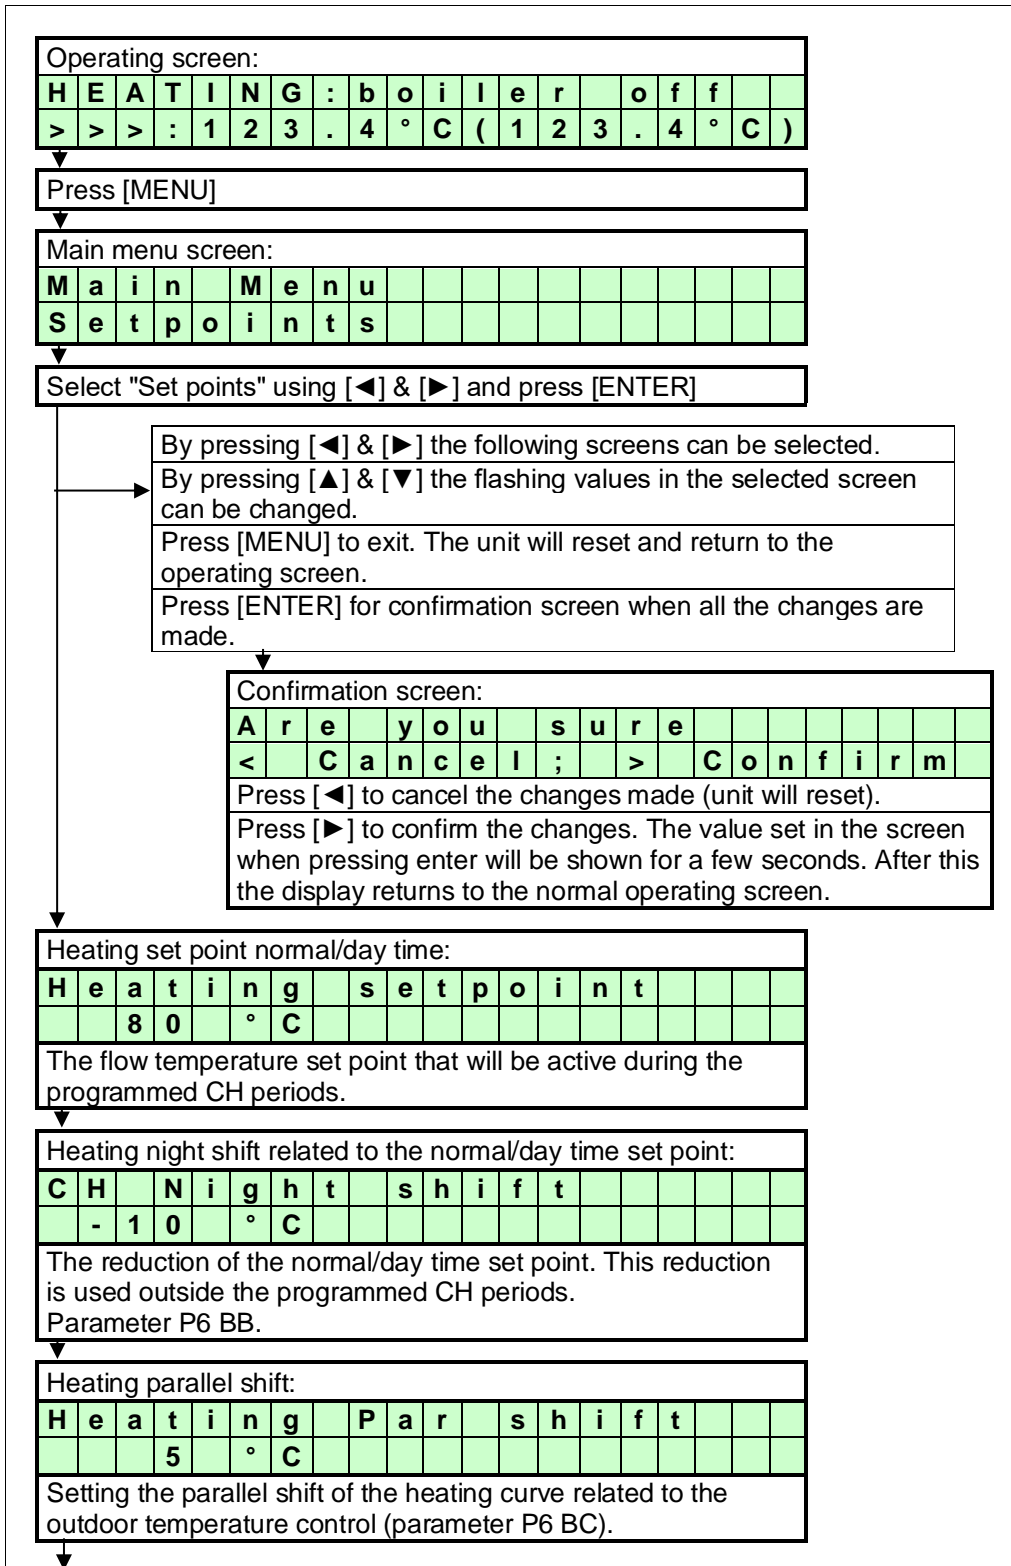 Operating screen:
HEATING:boiler off
>>>:123.4°C(123.4°C)
Press [MENU]
Main menu screen:
Main Menu
Setpoints
Select "Set points" using [◄] & [►] and press [ENTER]
By pressing [◄] & [►] the following screens can be selected.
By pressing [▲] & [▼] the flashing values in the selected screen
can be changed.
Press [MENU] to exit. The unit will reset and return to the
operating screen.
Press [ENTER] for confirmation screen when all the changes are
made.
Confirmation screen:
Are you sure
< Cancel; > Confirm
Press [◄] to cancel the changes made (unit will reset).
Press [►] to confirm the changes. The value set in the screen
when pressing enter will be shown for a few seconds. After this
the display returns to the normal operating screen.
Heating set point normal/day time:
Heating setpoint
80 °C
The flow temperature set point that will be active during the
programmed CH periods.
Heating night shift related to the normal/day time set point:
CH Night shift
-10 °C
The reduction of the normal/day time set point. This reduction
is used outside the programmed CH periods.
Parameter P6 BB.
Heating parallel shift:
Heating Par shift
5 °C
Setting the parallel shift of the heating curve related to the
outdoor temperature control (parameter P6 BC).